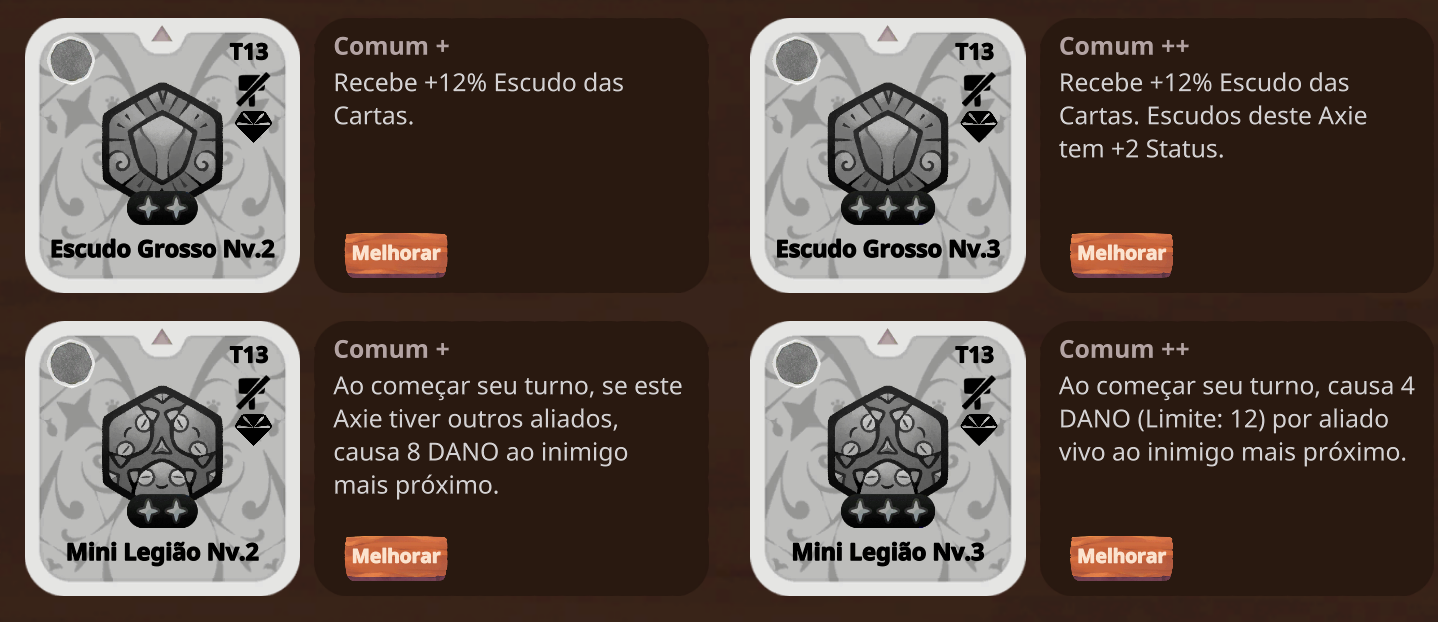 T13
Escudo Grosso Nv.2
Comum +
Recebe +12% Escudo das
Cartas.
Melhorar
T13
Escudo Grosso Nv.3
Comum ++
Recebe +12% Escudo das
Cartas. Escudos deste Axie
tem +2 Status.
Melhorar
T13
Mini Legião Nv.2
Comum +
Ao começar seu turno, se este
Axie tiver outros aliados,
causa 8 DANO ao inimigo
mais próximo.
Melhorar
T13
Mini Legião Nv.3
Comum ++
Ao começar seu turno, causa 4
DANO (Limite: 12) por aliado
vivo ao inimigo mais próximo.
Melhorar